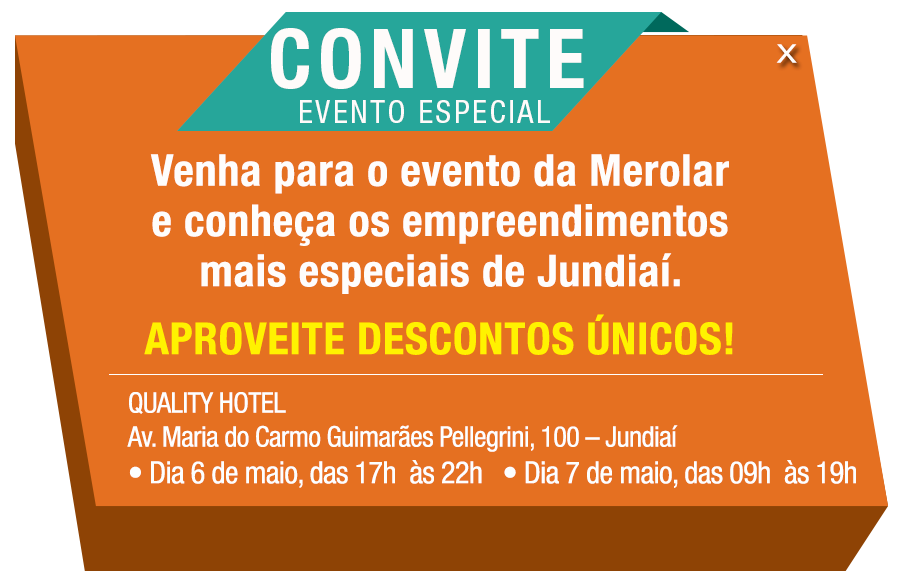 CONVITE
X
EVENTO ESPECIAL
Venha para o evento da Merolar
e conheça os empreendimentos
mais especiais de Jundiaí.
APROVEITE DESCONTOS ÚNICOS!
QUALITY HOTEL
Av. Maria do Carmo Guimarães Pellegrini, 100 – Jundiaí
• Dia 6 de maio, das 17h às 22h • Dia 7 de maio, das 09h às 19h